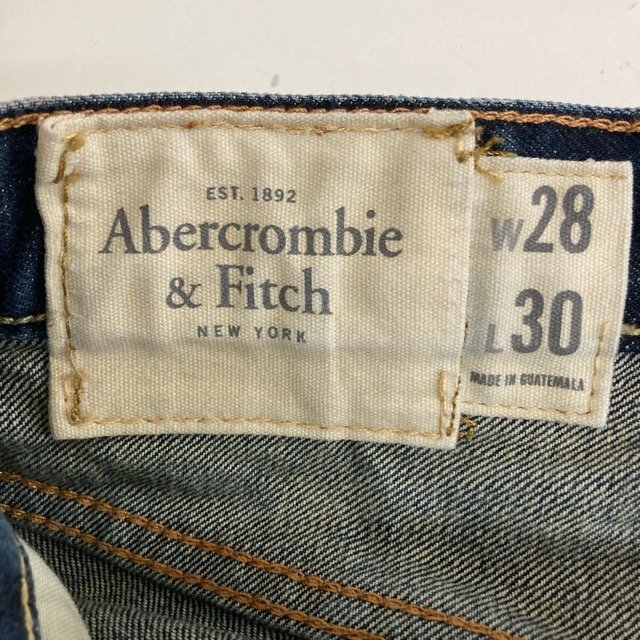 EST. 1892
Abercrombie
& Fitch
NEW YORK
W28
L30
MADE IN GUATEMALA